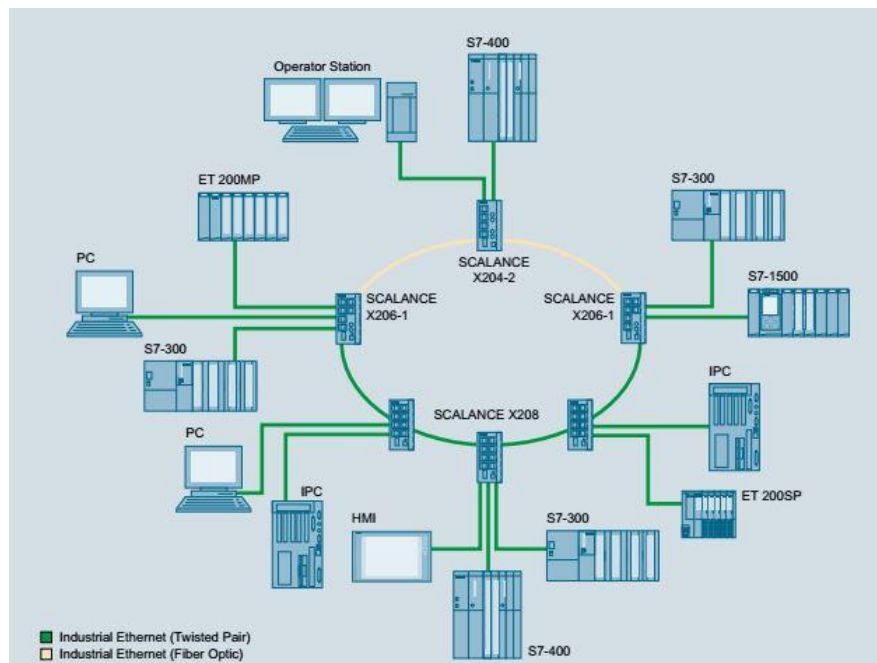 S7-400
Operator Station
ET 200MP
S7-300
PC
SCALANCE
X204-2
SCALANCE
X206-1
SCALANCE
X206-1
S7-1500
S7-300
IPC
SCALANCE X208
PC
IPC
ET 200SP
HMI
S7-300
S7-400
Industrial Ethernet (Twisted Pair)
Industrial Ethernet (Fiber Optic)